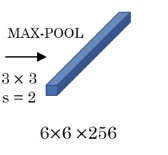 MAX-POOL
3 × 3
s = 2
6×6 ×256